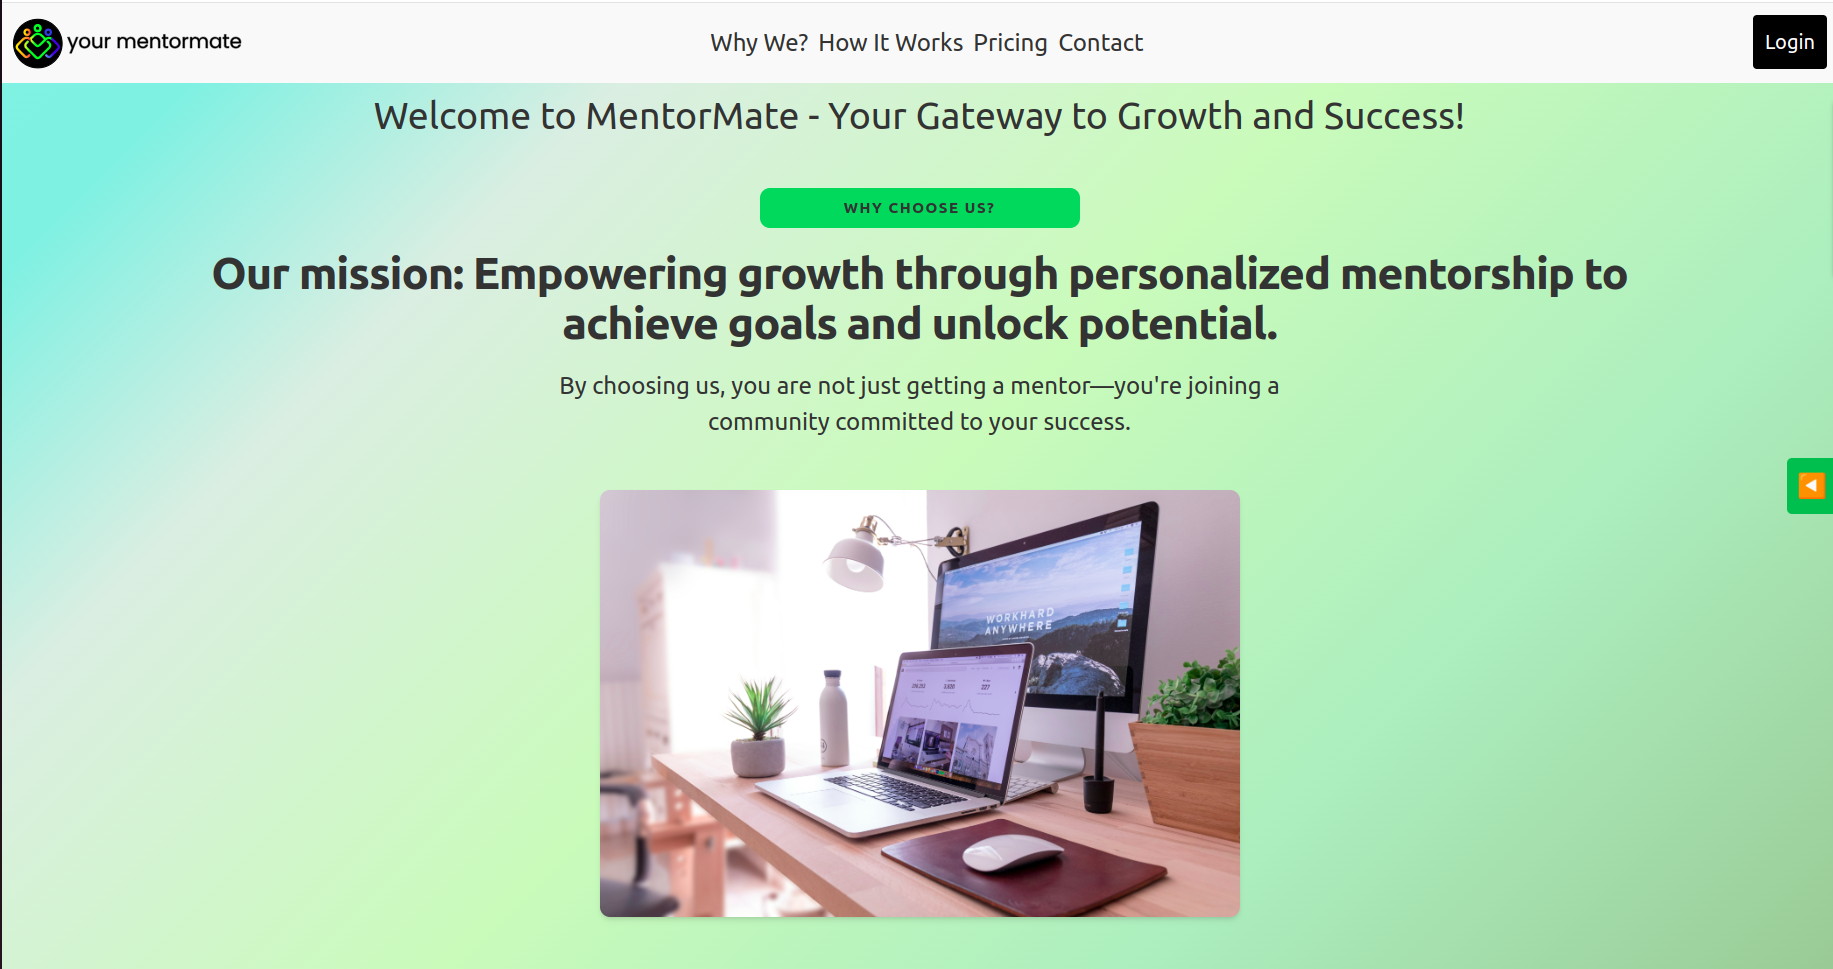 your mentormate
Why We? How It Works Pricing Contact
Login
Welcome to MentorMate - Your Gateway to Growth and Success!
WHY CHOOSE US?
Our mission: Empowering growth through personalized mentorship to
achieve goals and unlock potential.
By choosing us, you are not just getting a mentor—you're joining a
community committed to your success.
WORKHARD
ANYWHERE